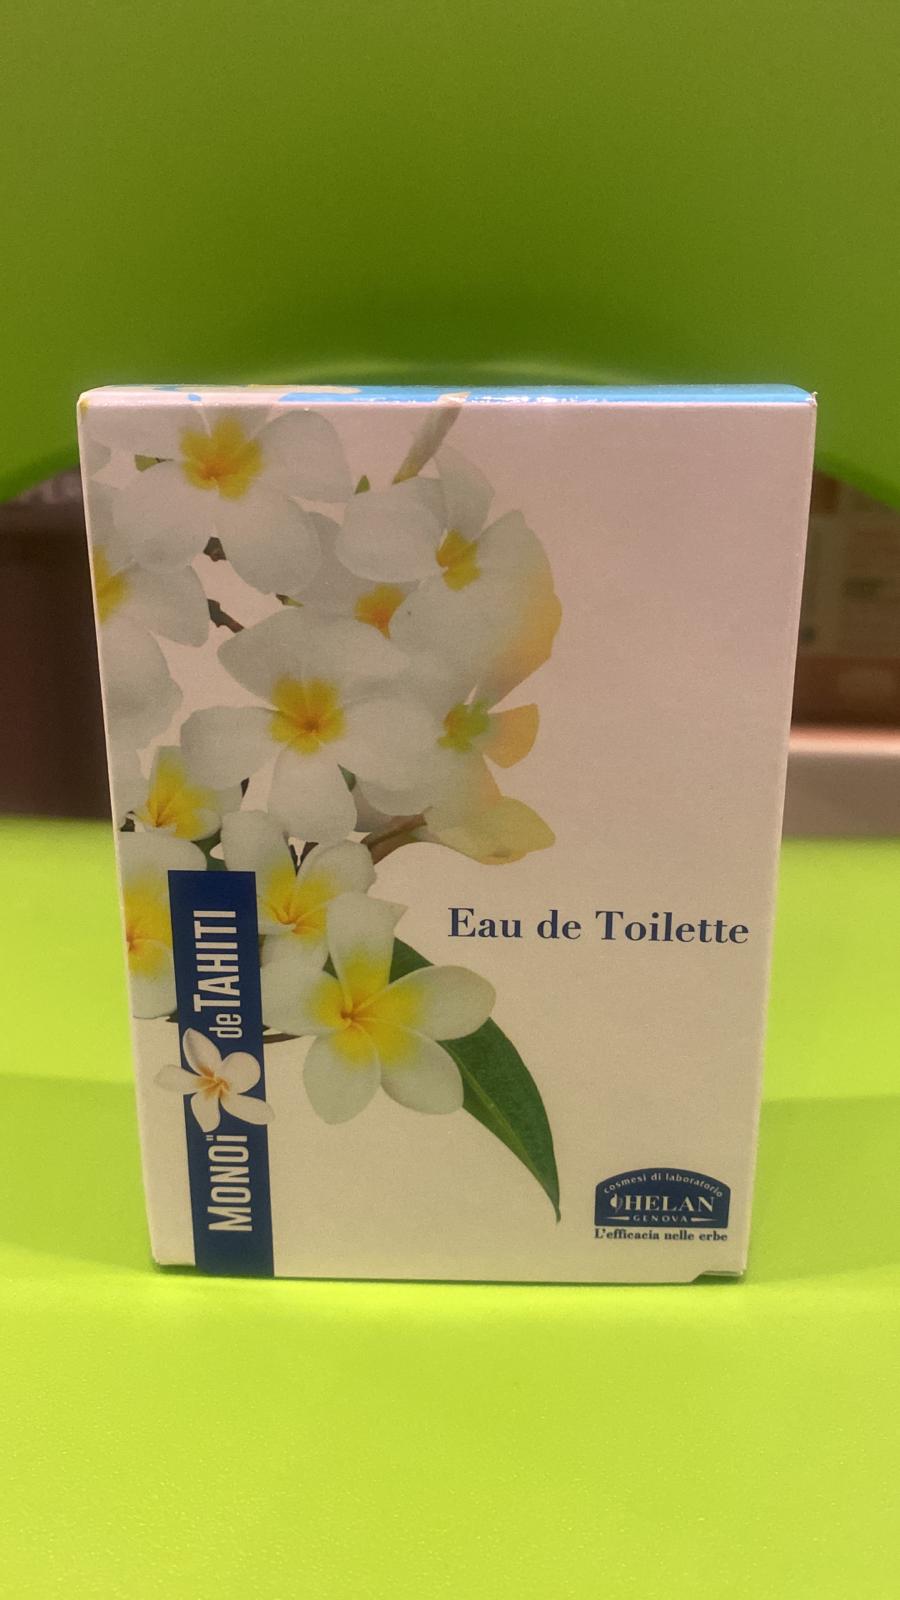 Eau de Toilette
MONOï de TAHITI
cosmesi di laboratorio
HELAN
GENOVA
L'efficacia nelle erbe